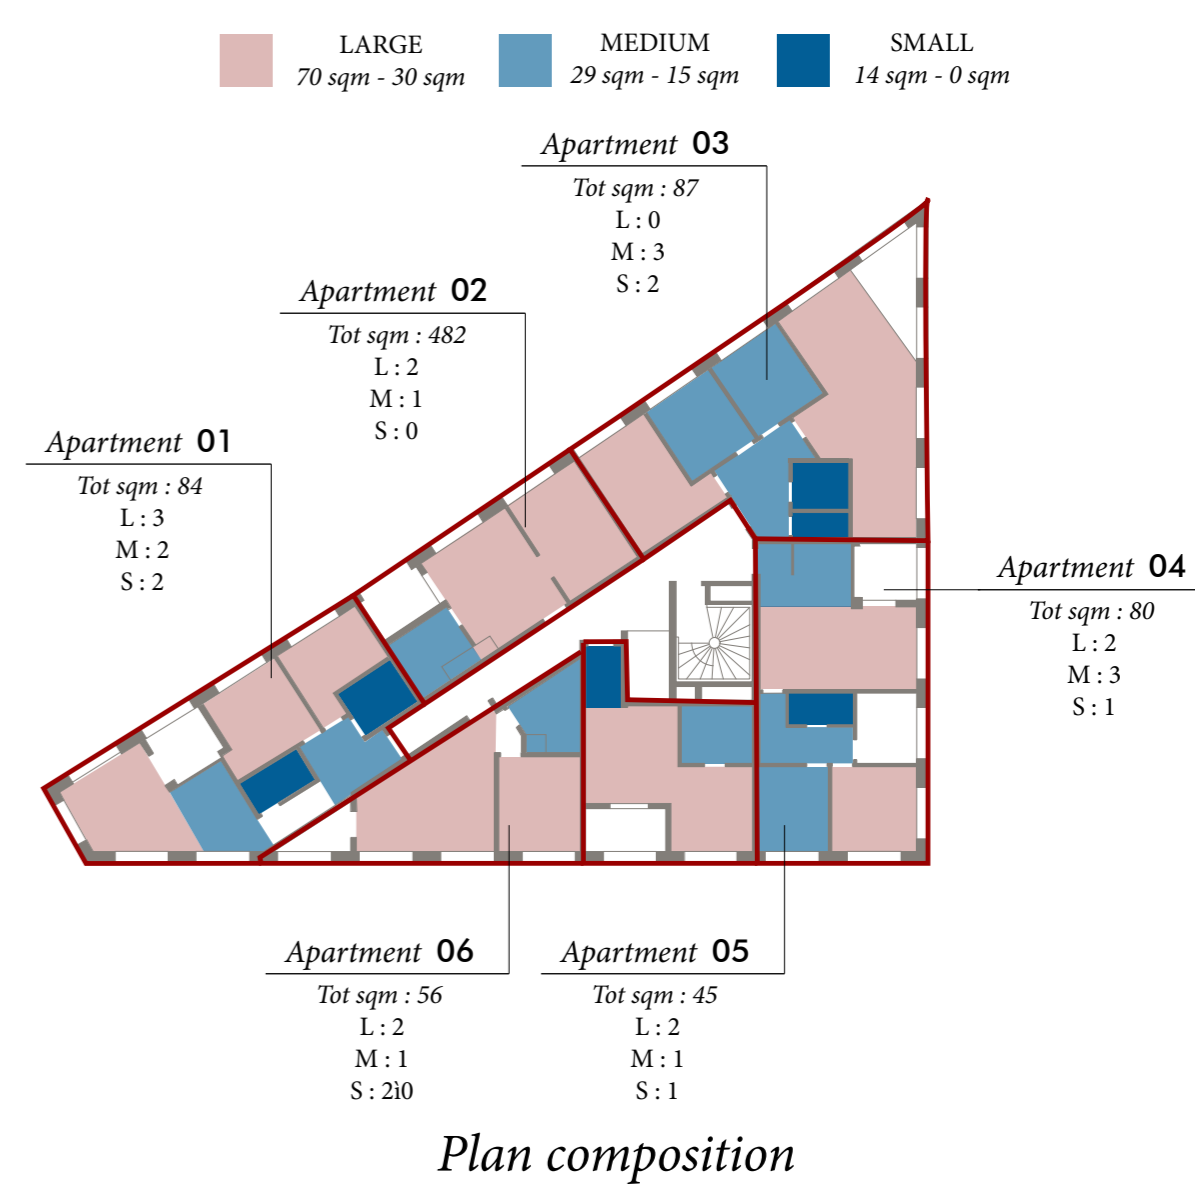 LARGE
70 sqm - 30 sqm
MEDIUM
29 sqm - 15 sqm
SMALL
14 sqm - 0 sqm
Apartment 03
Tot sqm : 87
L : 0
M : 3
S : 2
Apartment 02
Tot sqm : 482
L : 2
M : 1
S : 0
Apartment 01
Tot sqm : 84
L : 3
M : 2
S : 2
Apartment 04
Tot sqm : 80
L : 2
M : 3
S : 1
Apartment 06
Tot sqm : 56
L : 2
M : 1
S : 2ì0
Apartment 05
Tot sqm : 45
L : 2
M : 1
S : 1
Plan composition